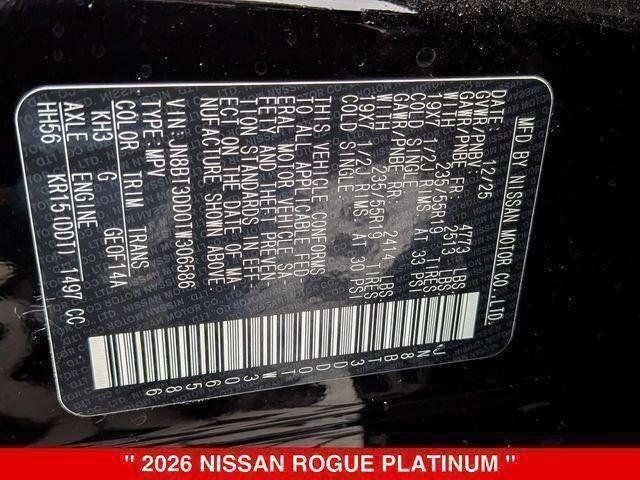 MFD BY NISSAN MOTOR CO.,LTD.
DATE: 12/25
GVWR/PNBV: 4773 LBS
GAWR/PNBE FR. 2513 LBS
WITH 235/55R19 TIRES
19X7 1/2J RIMS AT 33 PSI
COLD SINGLE
GAWR/PNBE RR. 2414 LBS
WITH 235/55R19 TIRES
19X7 1/2J RIMS AT 30 PSI
COLD SINGLE
THIS VEHICLE CONFORMS
TO ALL APPLICABLE FED-
ERAL MOTOR VEHICLE SA-
FETY AND THEFT PREVEN-
TION STANDARDS IN EFF-
ECT ON THE DATE OF MA-
NUFACTURE SHOWN ABOVE.
VIN: JN8BT3DD0TW306586
TYPE: MPV
COLOR TRIM TRANS
KH3 G GE0F14A
AXLE ENGINE
HH56 1497 CC
JN8BT3DD0TW306586
" 2026 NISSAN ROGUE PLATINUM "